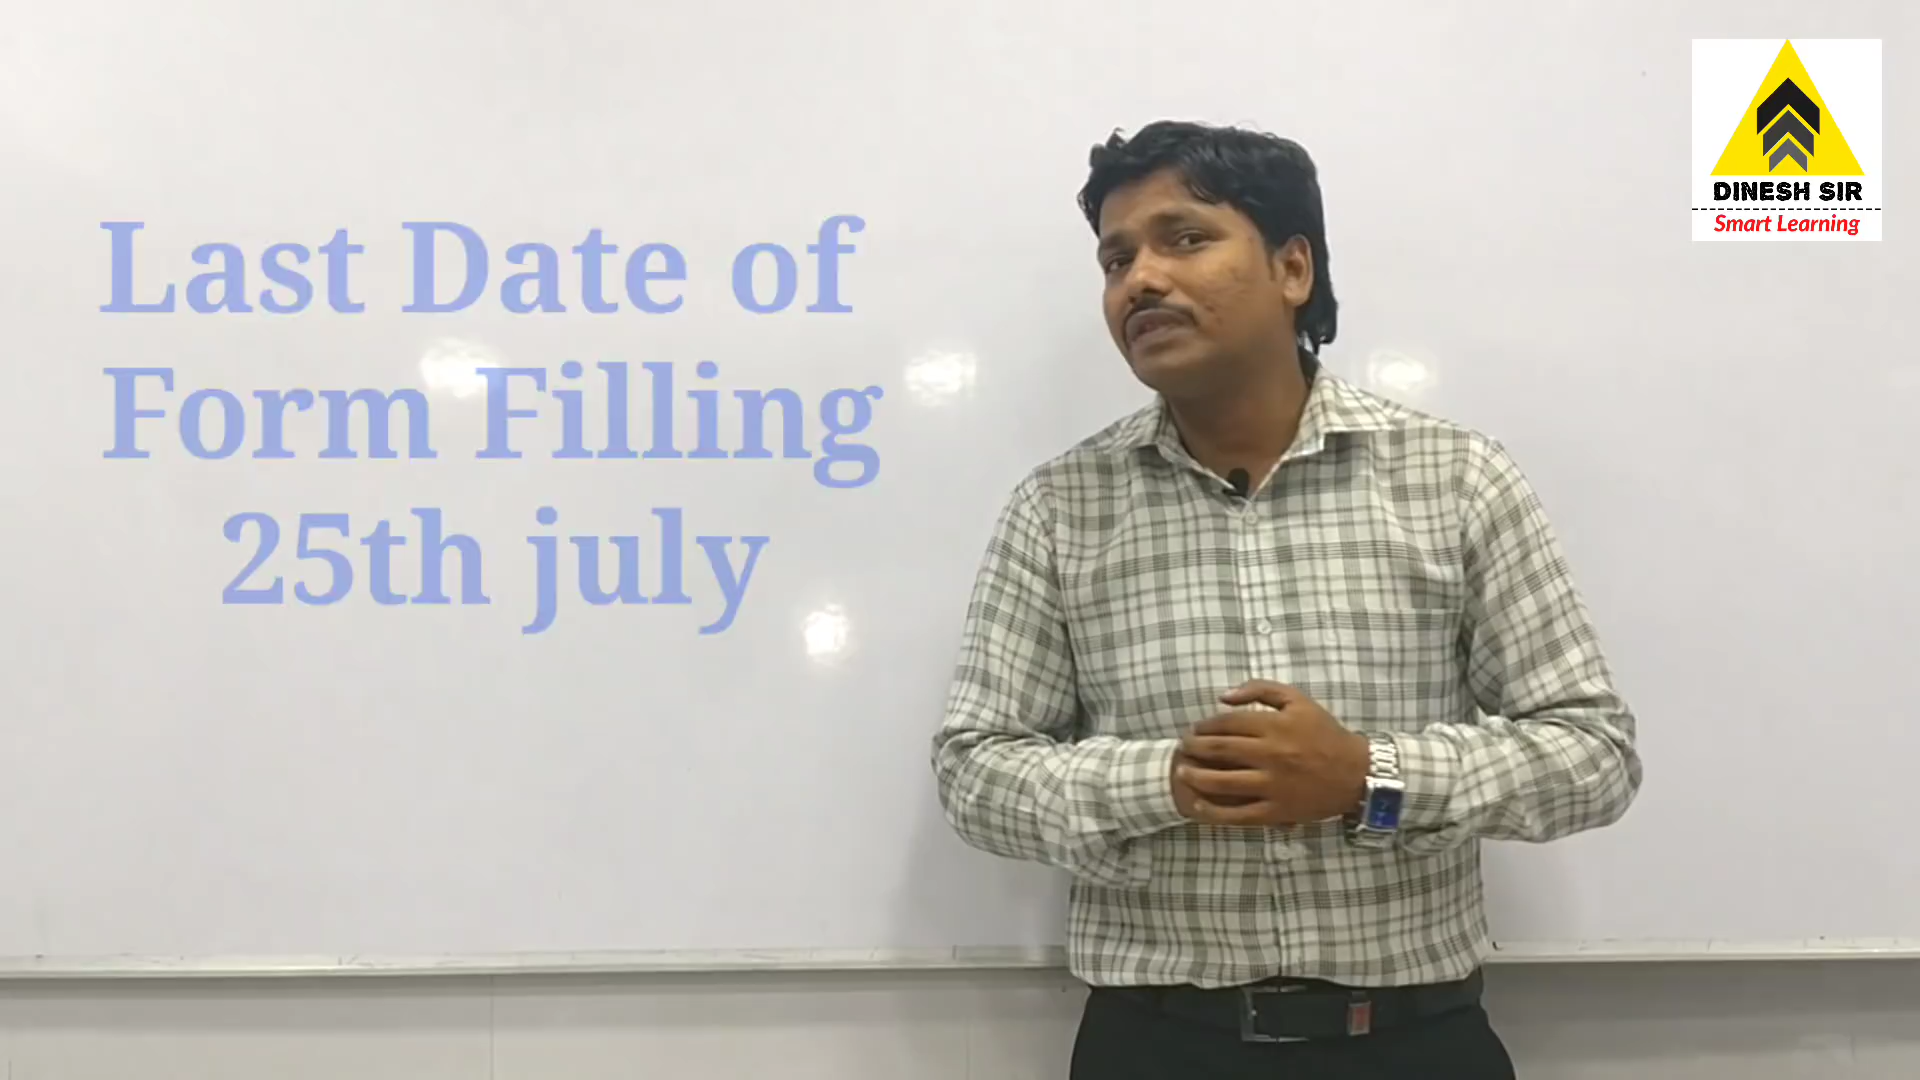 Last Date of
Form Filling
25th july
DINESH SIR
Smart Learning